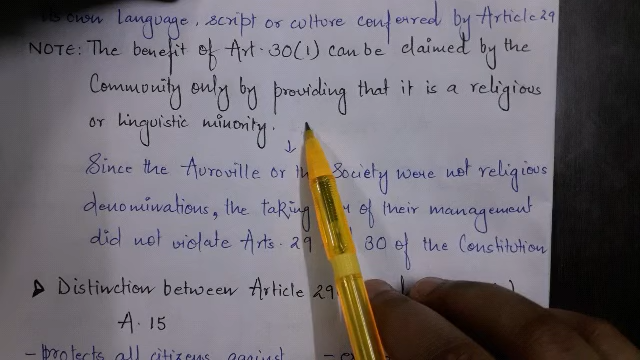 its own language, script or culture conferred by Article 29
NOTE: The benefit of Art. 30(1) can be claimed by the
Community only by providing that it is a religious
or linguistic minority.
Since the Auroville or the Society were not religious
denominations, the taking of their management
did not violate Arts. 29 30 of the Constitution
Distinction between Article 29
A. 15
- protects all citizens against